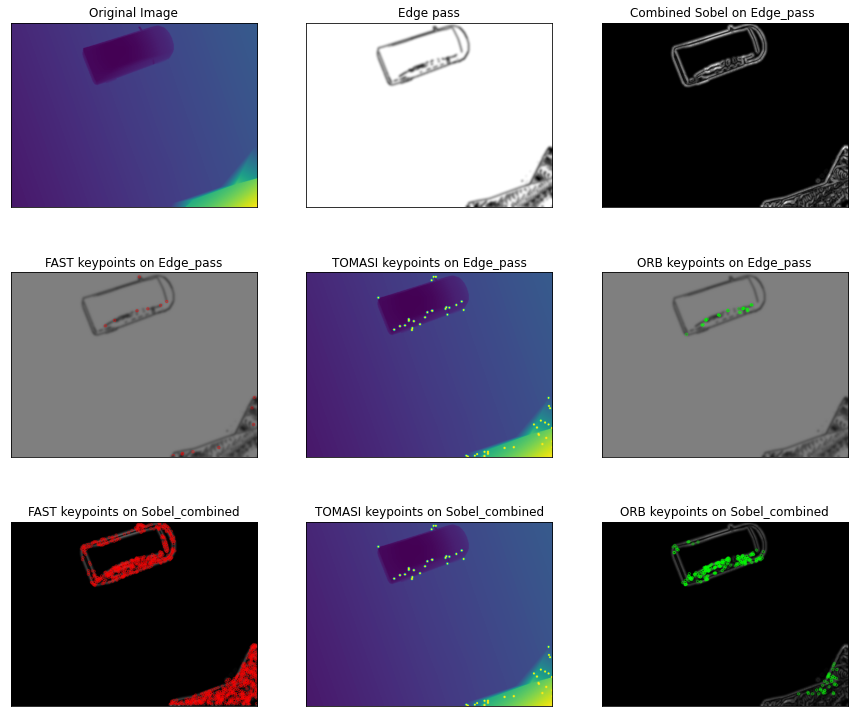 Original Image
Edge pass
Combined Sobel on Edge_pass
FAST keypoints on Edge_pass
TOMASI keypoints on Edge_pass
ORB keypoints on Edge_pass
FAST keypoints on Sobel_combined
TOMASI keypoints on Sobel_combined
ORB keypoints on Sobel_combined